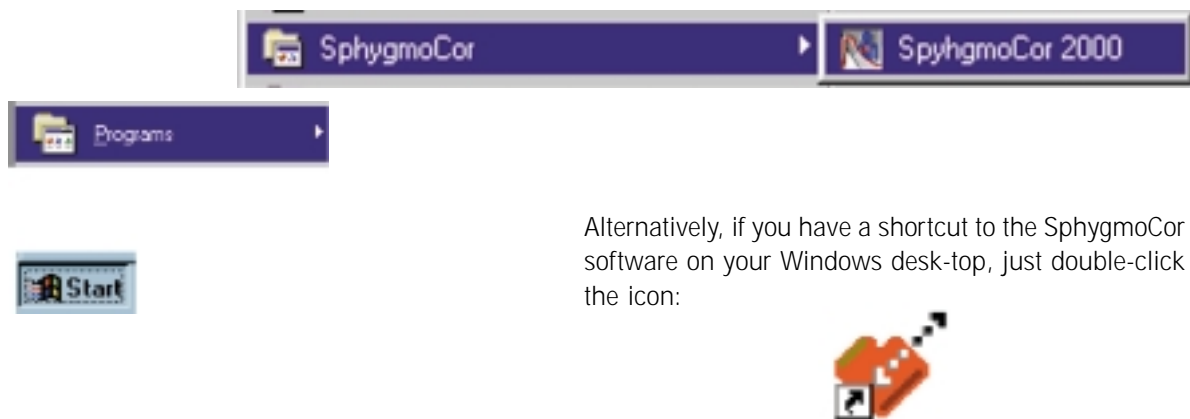 SphygmoCor
SpyhgmoCor 2000
Programs
Start
Alternatively, if you have a shortcut to the SphygmoCor
software on your Windows desk-top, just double-click
the icon: